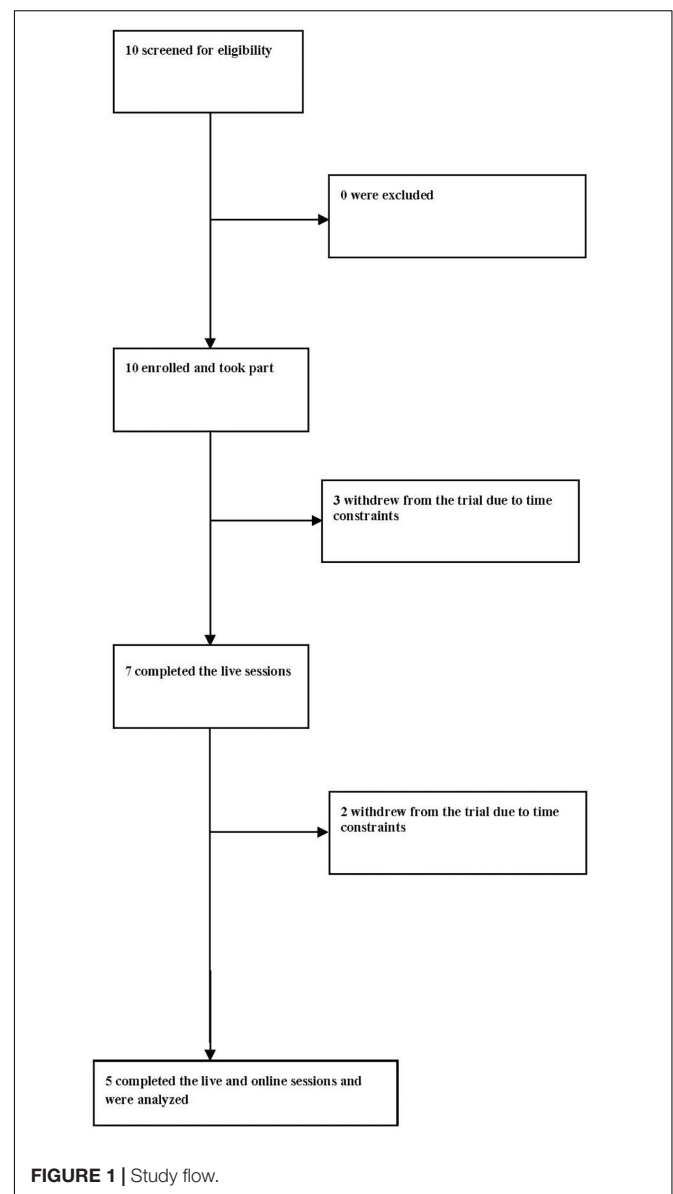 10 screened for eligibility
0 were excluded
10 enrolled and took part
3 withdrew from the trial due to time
constraints
7 completed the live sessions
2 withdrew from the trial due to time
constraints
5 completed the live and online sessions and
were analyzed
FIGURE 1 | Study flow.